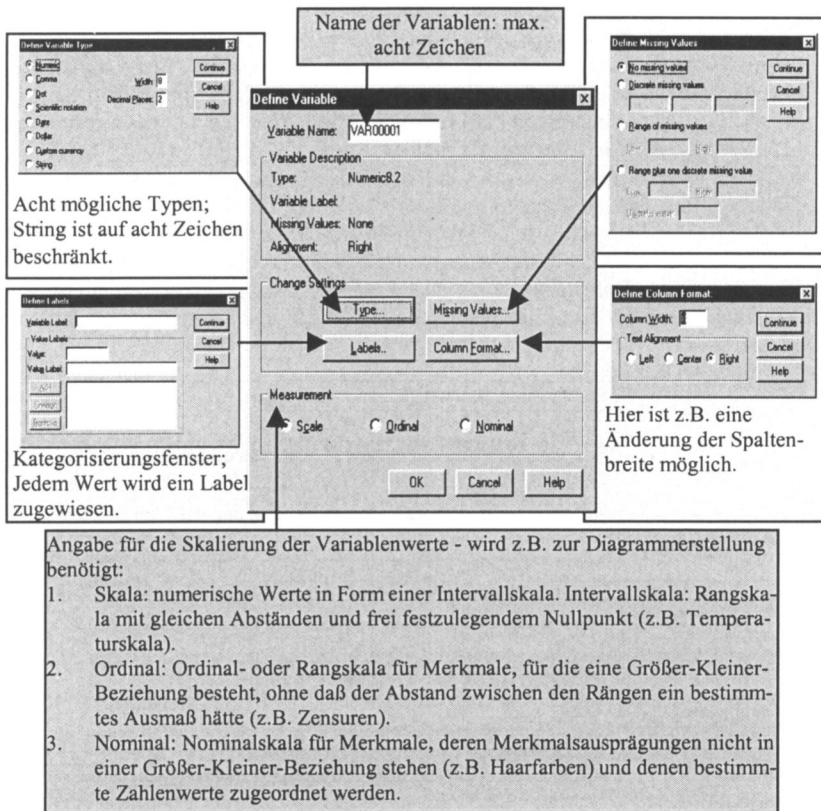 Name der Variablen: max.
acht Zeichen
Define Variable Type
Numeric
Comma
Dot
Scientific notation
Date
Dollar
Custom currency
String
Width: 8
Decimal Places: 2
Continue
Cancel
Help
Acht mögliche Typen;
String ist auf acht Zeichen
beschränkt.
Define Labels
Variable Label:
Value Labels
Value:
Value Label:
Continue
Cancel
Help
Kategorisierungsfenster;
Jedem Wert wird ein Label
zugewiesen.
Define Variable
Variable Name: VAR00001
Variable Description
Type: Numeric8.2
Variable Label:
Missing Values: None
Alignment: Right
Change Settings
Type... Missing Values...
Labels... Column Format...
Measurement
Scale Ordinal Nominal
OK Cancel Help
Define Missing Values
No missing values
Discrete missing values
Range of missing values
Low: High:
Range plus one discrete missing value
Low: High:
Discrete value:
Continue
Cancel
Help
Define Column Format
Column Width:
Text Alignment
Left Center Right
Continue
Cancel
Help
Hier ist z.B. eine
Änderung der Spalten-
breite möglich.
Angabe für die Skalierung der Variablenwerte - wird z.B. zur Diagrammerstellung
benötigt:
1. Skala: numerische Werte in Form einer Intervallskala. Intervallskala: Rangska-
la mit gleichen Abständen und frei festzulegendem Nullpunkt (z.B. Tempera-
turskala).
2. Ordinal: Ordinal- oder Rangskala für Merkmale, für die eine Größer-Kleiner-
Beziehung besteht, ohne daß der Abstand zwischen den Rängen ein bestimm-
tes Ausmaß hätte (z.B. Zensuren).
3. Nominal: Nominalskala für Merkmale, deren Merkmalsausprägungen nicht in
einer Größer-Kleiner-Beziehung stehen (z.B. Haarfarben) und denen bestimm-
te Zahlenwerte zugeordnet werden.